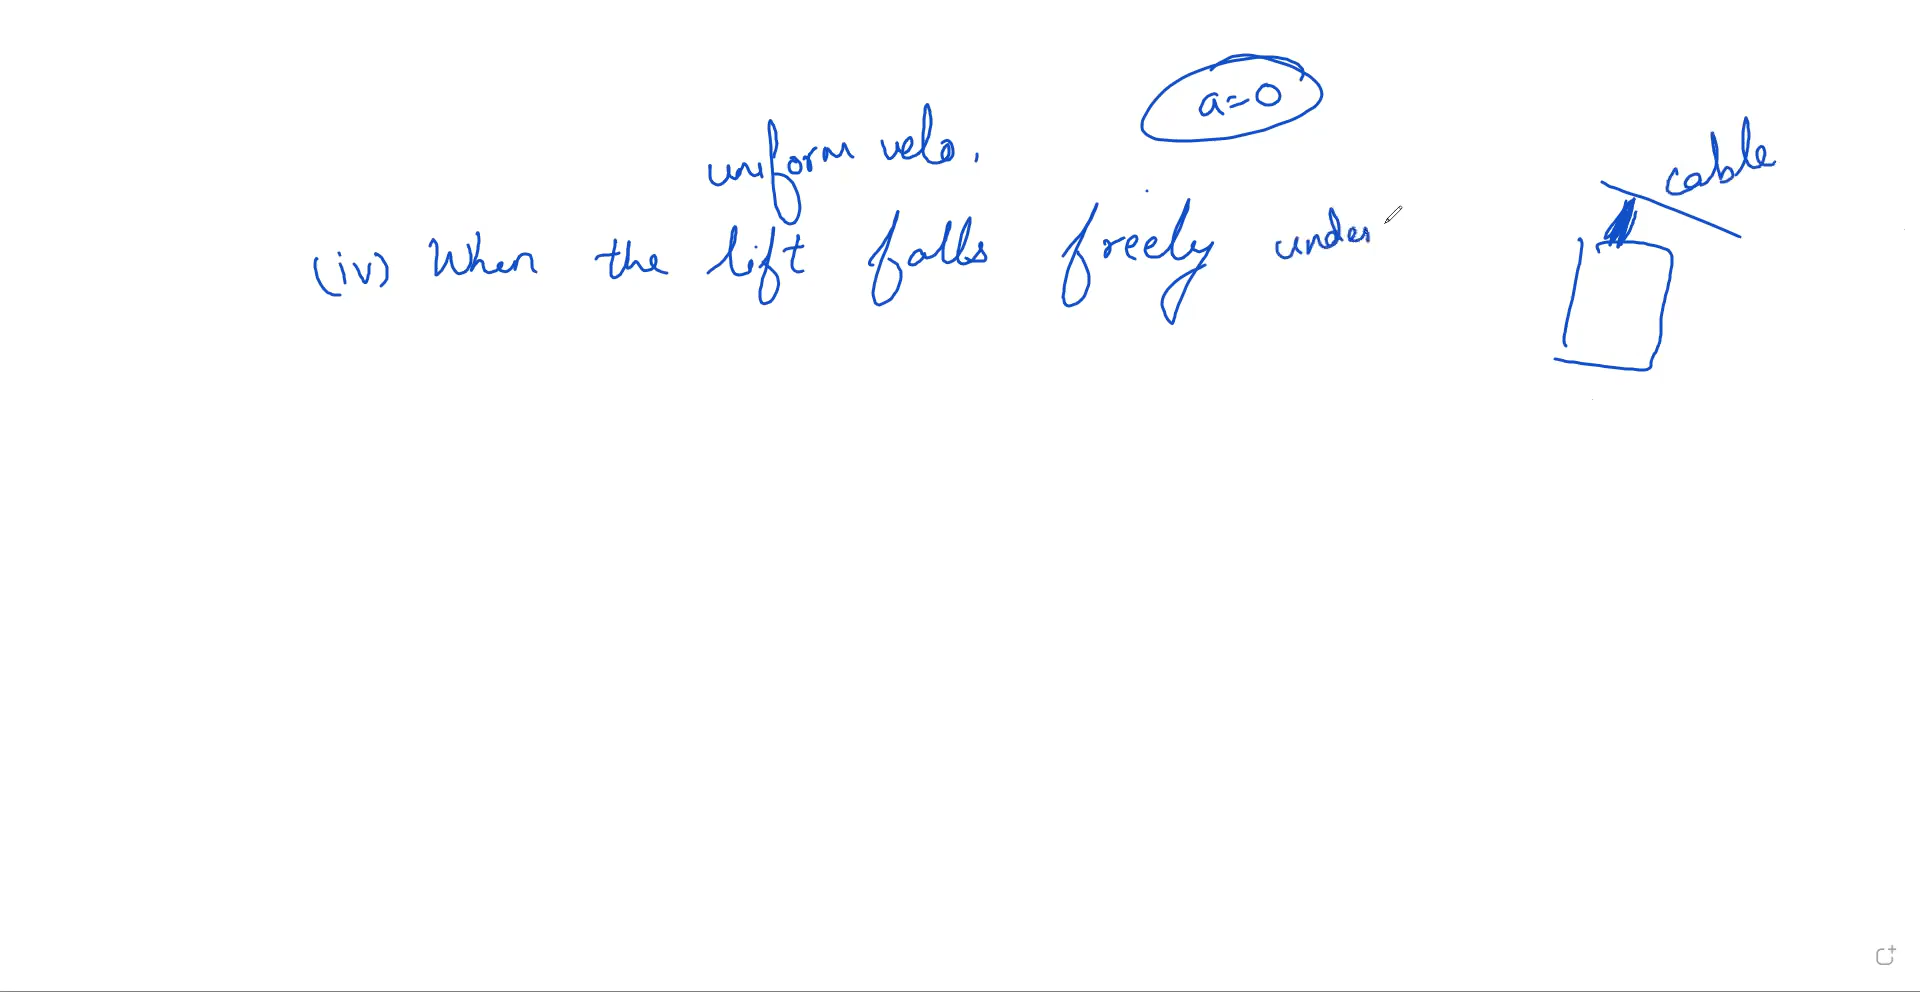 a=0
uniform velo.
cable
(iv) When the lift falls freely under